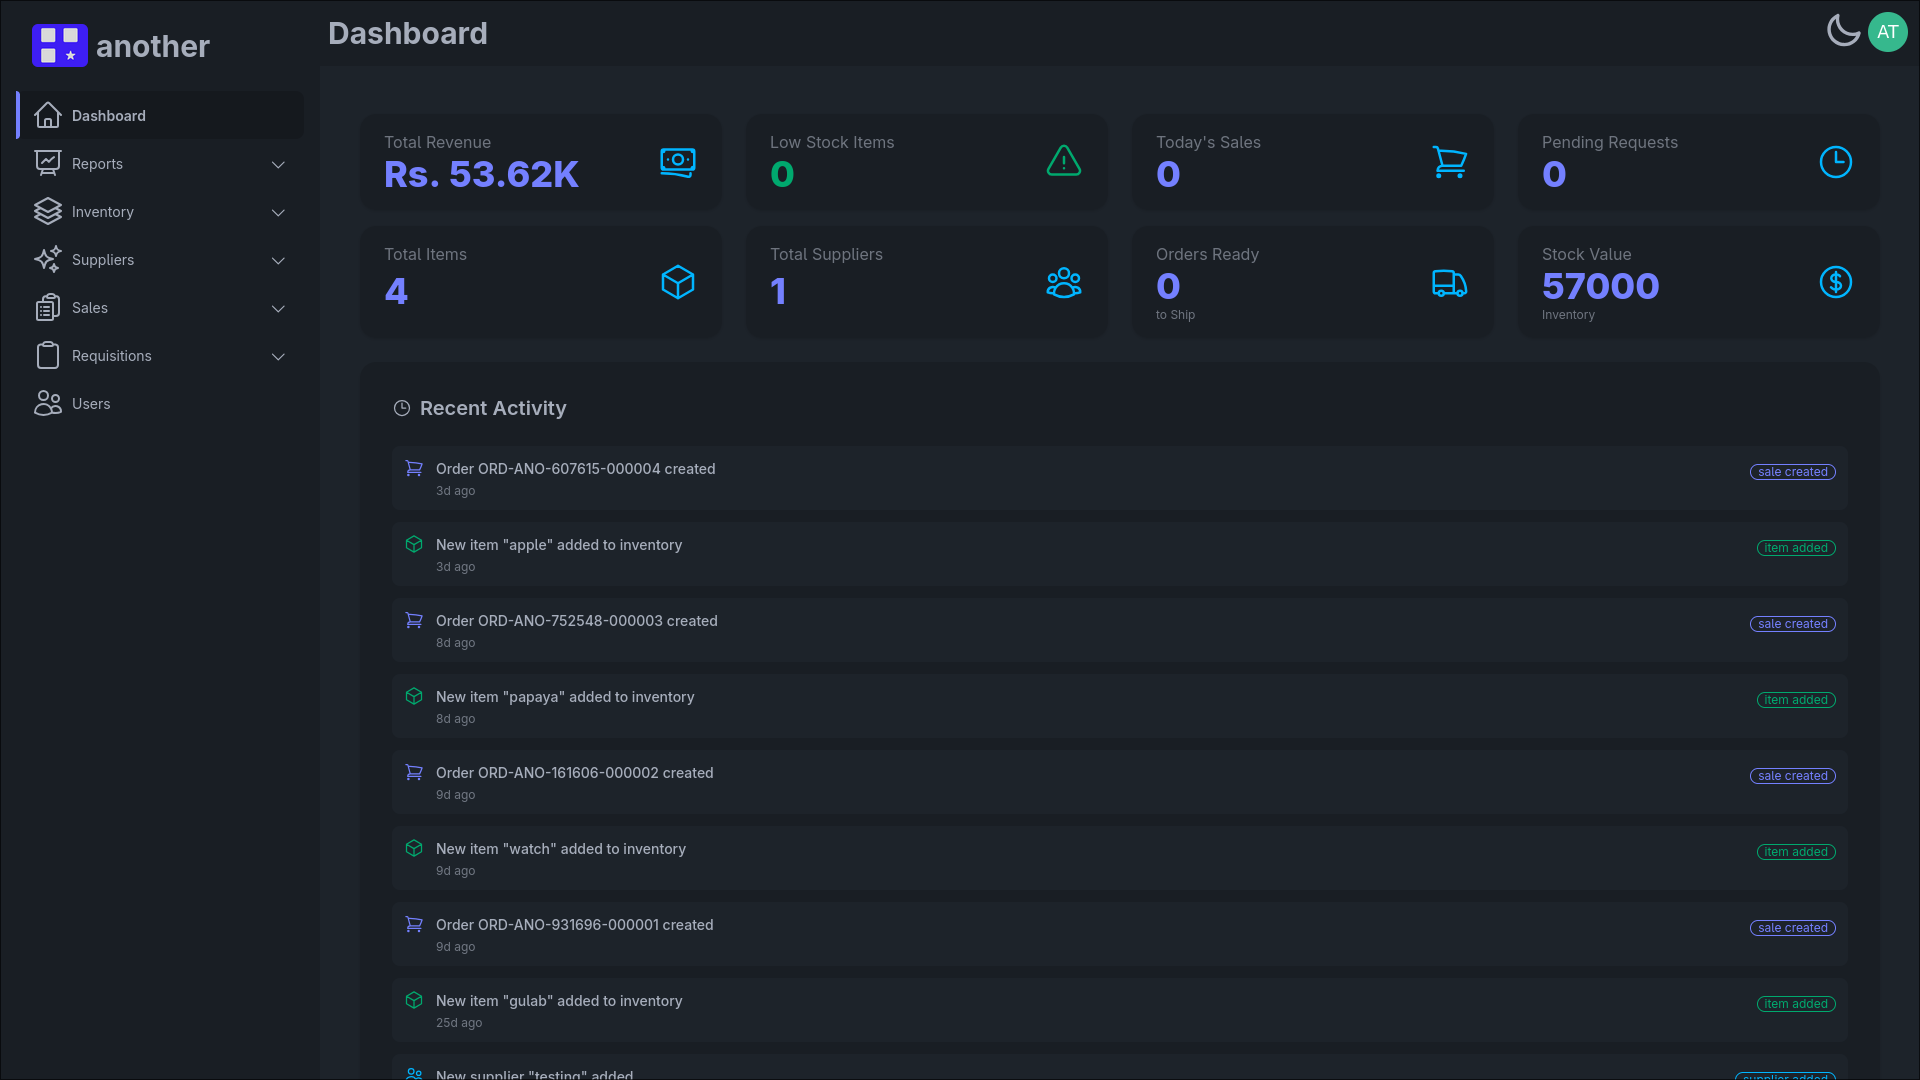 another
Dashboard
Reports
Inventory
Suppliers
Sales
Requisitions
Users
Dashboard
AT
Total Revenue
Rs. 53.62K
Low Stock Items
0
Today's Sales
0
Pending Requests
0
Total Items
4
Total Suppliers
1
Orders Ready
0
to Ship
Stock Value
57000
Inventory
Recent Activity
Order ORD-ANO-607615-000004 created
3d ago
sale created
New item "apple" added to inventory
3d ago
item added
Order ORD-ANO-752548-000003 created
8d ago
sale created
New item "papaya" added to inventory
8d ago
item added
Order ORD-ANO-161606-000002 created
9d ago
sale created
New item "watch" added to inventory
9d ago
item added
Order ORD-ANO-931696-000001 created
9d ago
sale created
New item "gulab" added to inventory
25d ago
item added
New supplier "testing" added
supplier added